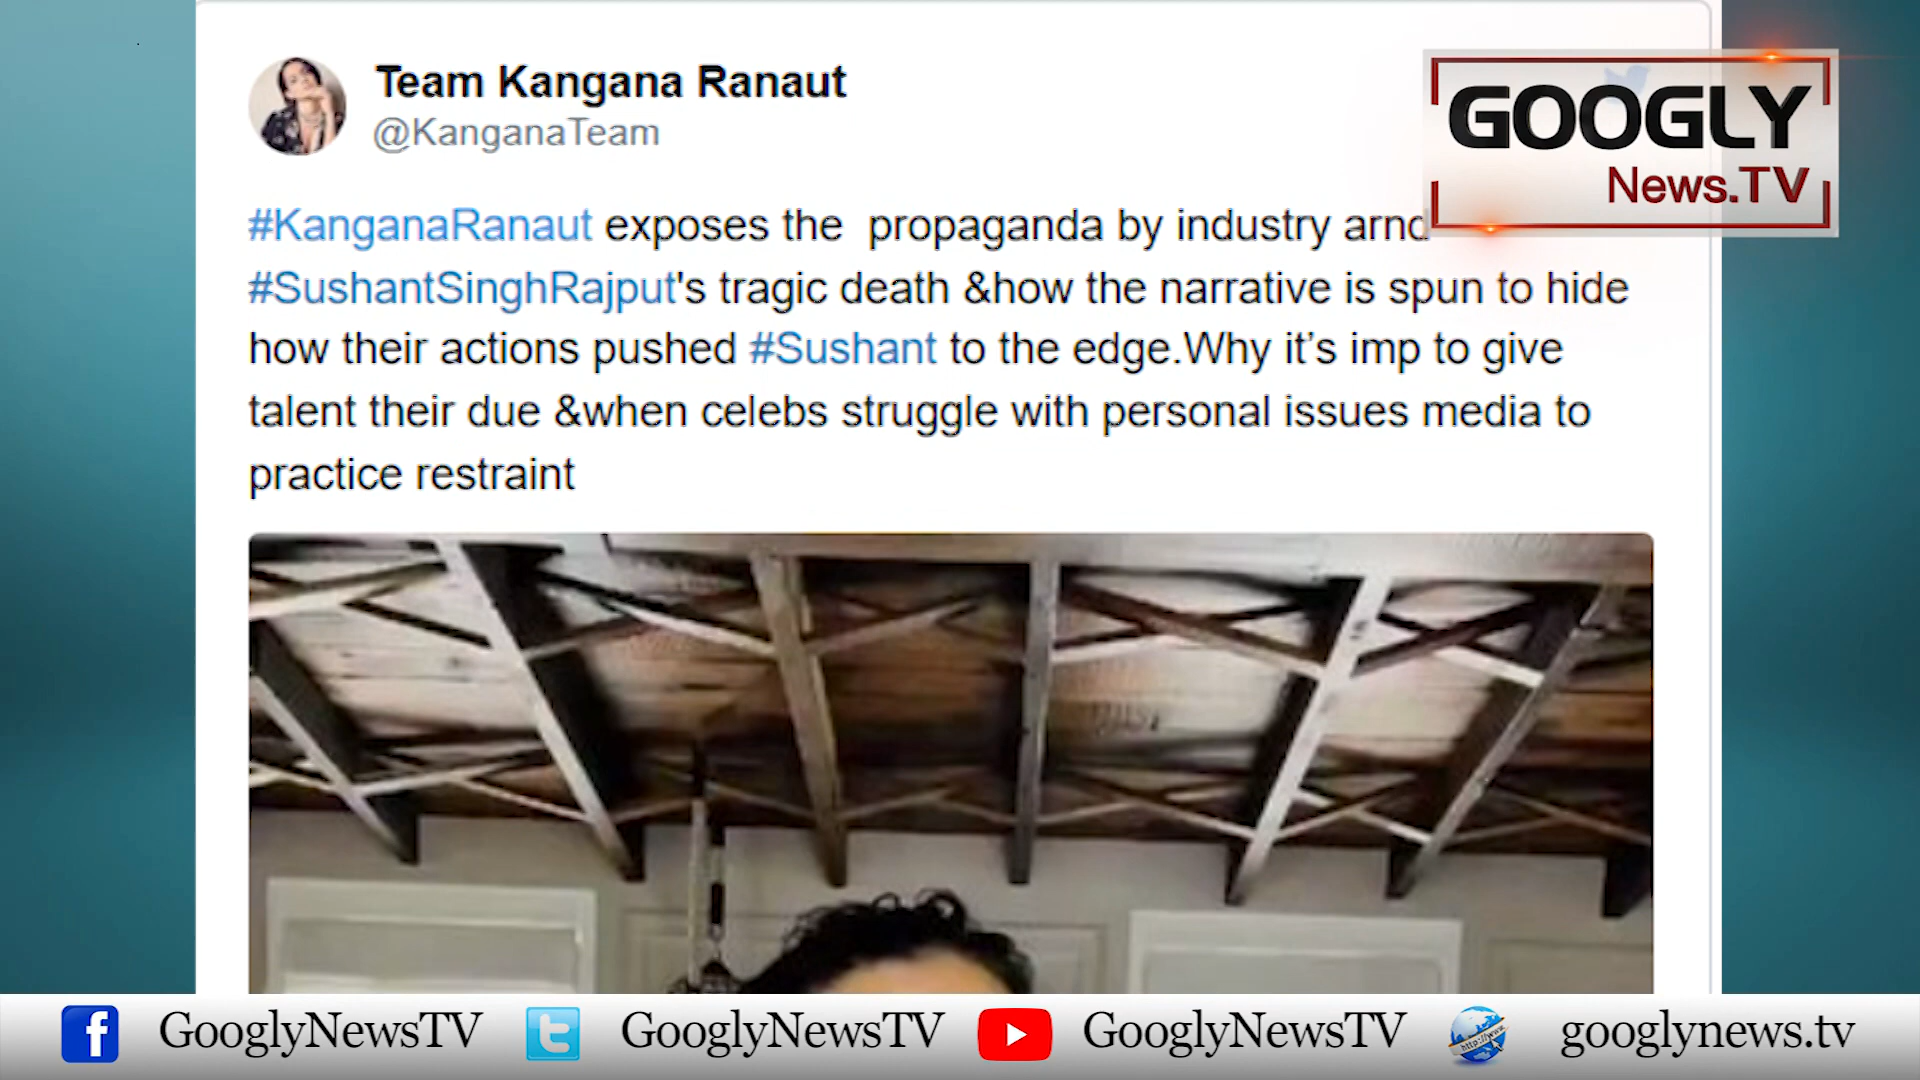 Team Kangana Ranaut
@KanganaTeam
GOOGLY
News.TV
#KanganaRanaut exposes the  propaganda by industry arnd
#SushantSinghRajput's tragic death &how the narrative is spun to hide
how their actions pushed #Sushant to the edge.Why it’s imp to give
talent their due &when celebs struggle with personal issues media to
practice restraint
GooglyNewsTV GooglyNewsTV GooglyNewsTV googlynews.tv